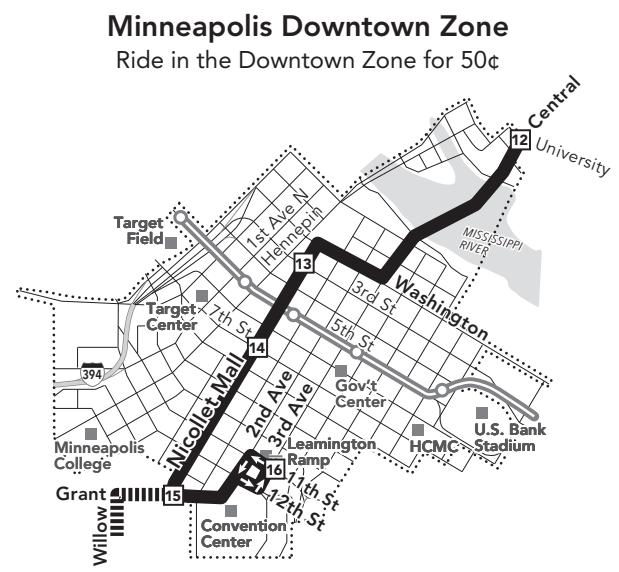 Minneapolis Downtown Zone
Ride in the Downtown Zone for 50¢
Central
12
University
Target
Field
1st Ave N
Hennepin
MISSISSIPPI
RIVER
13
Washington
3rd St
Target
Center
7th St
5th St
14
394
Nicollet Mall
2nd Ave
3rd Ave
Gov't
Center
U.S. Bank
Stadium
HCMC
Minneapolis
College
Leamington
Ramp
16
11th St
12th St
Grant
15
Willow
Convention
Center